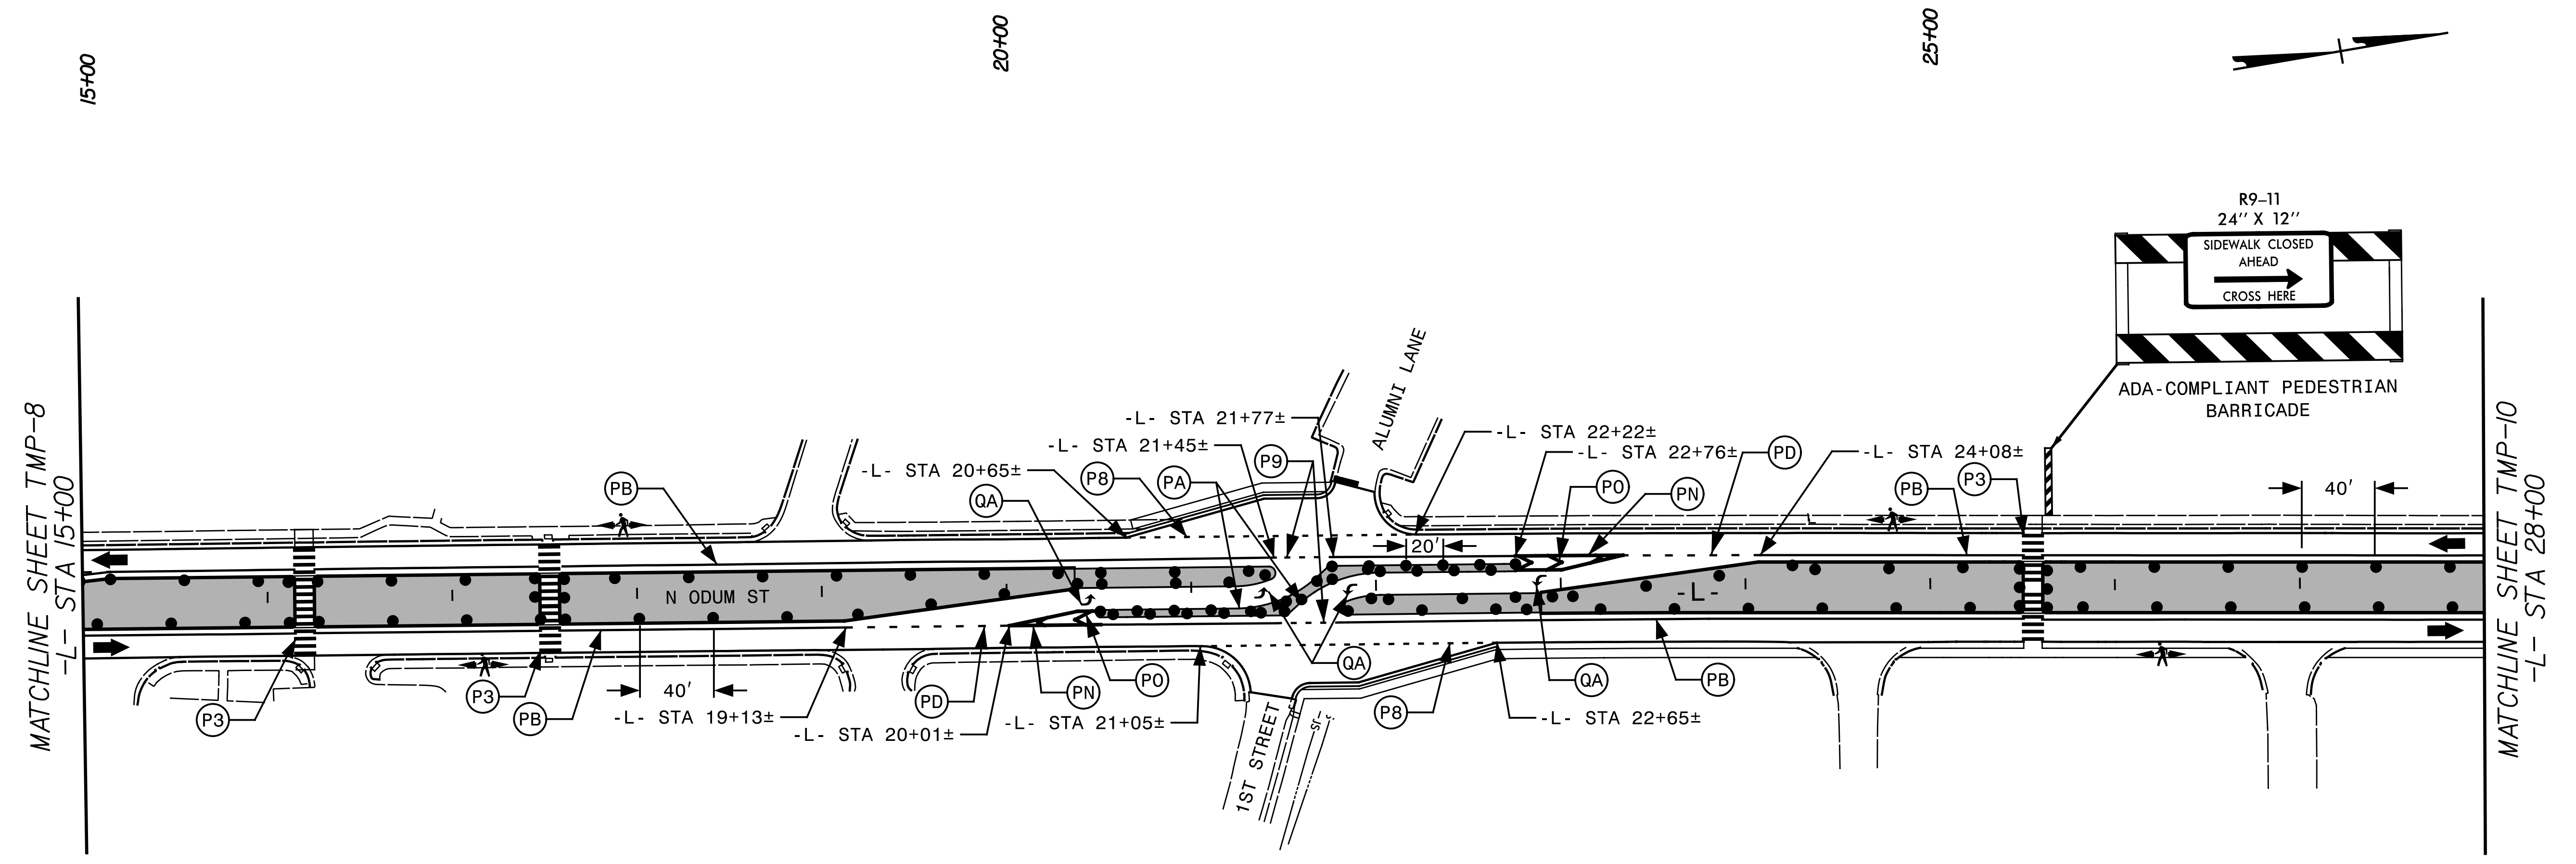 15+00
20+00
25+00
R9-11
24'' X 12''
SIDEWALK CLOSED
AHEAD
CROSS HERE
ADA-COMPLIANT PEDESTRIAN
BARRICADE
MATCHLINE SHEET TMP-8
-L- STA 15+00
MATCHLINE SHEET TMP-10
-L- STA 28+00
ALUMNI LANE
-L- STA 21+77±
-L- STA 21+45±
-L- STA 20+65±
P9
P8
PA
QA
PB
-L- STA 22+22±
-L- STA 22+76±
PD
-L- STA 24+08±
PO
PN
PB
P3
40'
20'
N ODUM ST
-L-
P3
P3
PB
40'
-L- STA 19+13±
PD
-L- STA 20+01±
PN
PO
-L- STA 21+05±
1ST STREET
QA
P8
QA
PB
-L- STA 22+65±